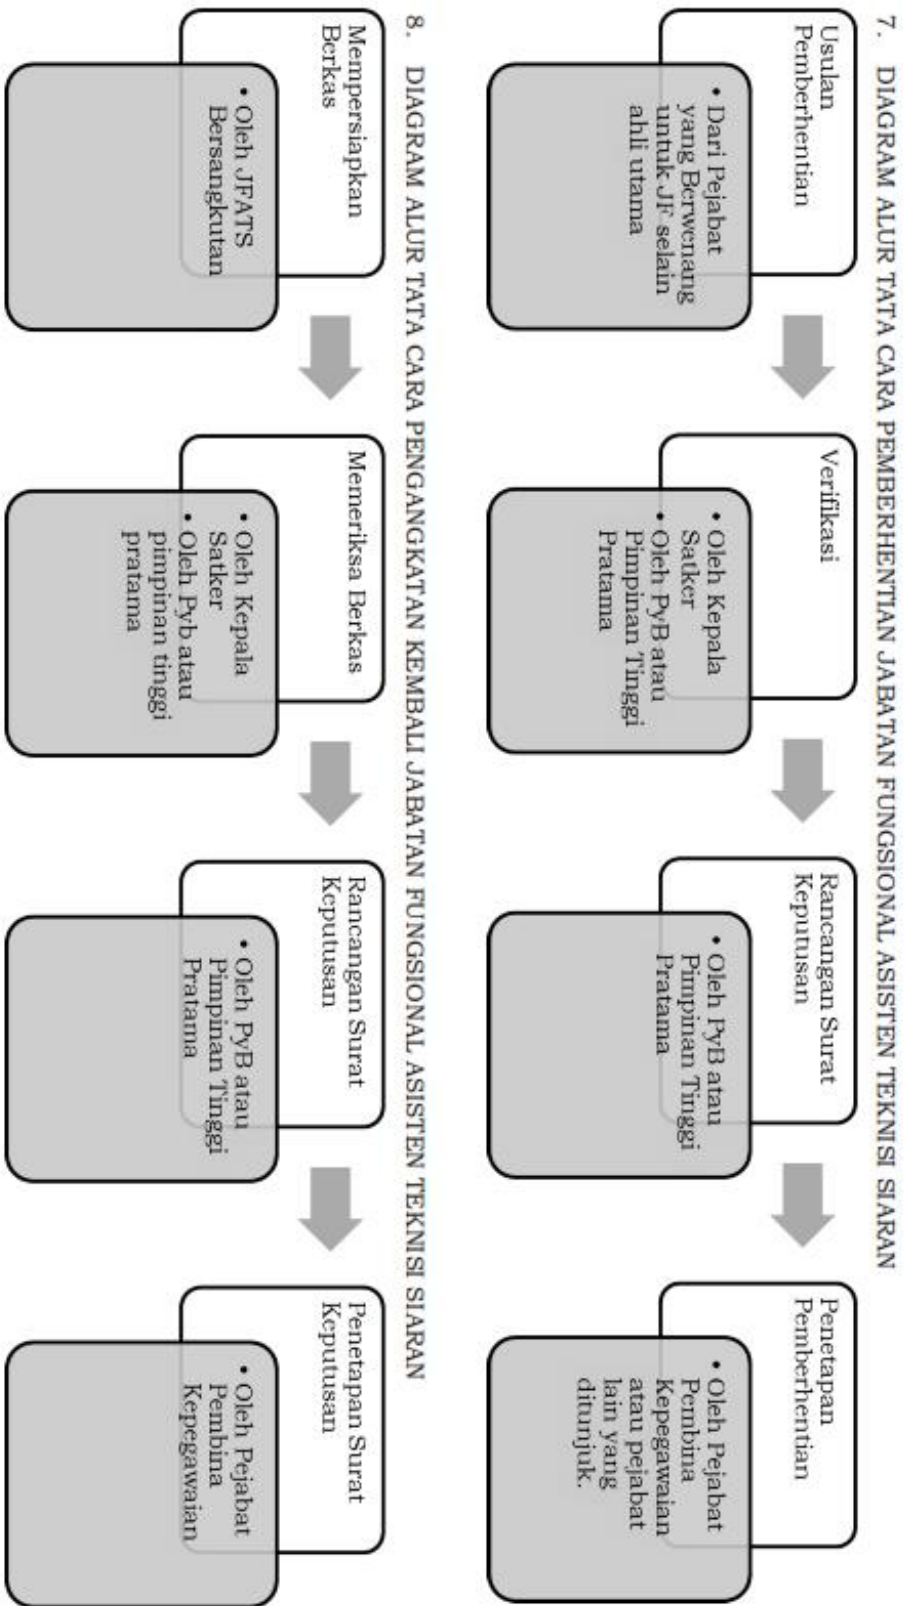 7. DIAGRAM ALUR TATA CARA PEMBERHENTIAN JABATAN FUNGSIONAL ASISTEN TEKNISI SIARAN
Usulan
Pemberhentian
• Dari Pejabat
yang Berwenang
untuk JF selain
ahli utama
Verifikasi
• Oleh Kepala
Satker
• Oleh PyB atau
Pimpinan Tinggi
Pratama
Rancangan Surat
Keputusan
• Oleh PyB atau
Pimpinan Tinggi
Pratama
Penetapan
Pemberhentian
• Oleh Pejabat
Pembina
Kepegawaian
atau pejabat
lain yang
ditunjuk.
8. DIAGRAM ALUR TATA CARA PENGANGKATAN KEMBALI JABATAN FUNGSIONAL ASISTEN TEKNISI SIARAN
Mempersiapkan
Berkas
• Oleh JFATS
Bersangkutan
Memeriksa Berkas
• Oleh Kepala
Satker
• Oleh Pyb atau
pimpinan tinggi
pratama
Rancangan Surat
Keputusan
• Oleh PyB atau
Pimpinan Tinggi
Pratama
Penetapan Surat
Keputusan
• Oleh Pejabat
Pembina
Kepegawaian